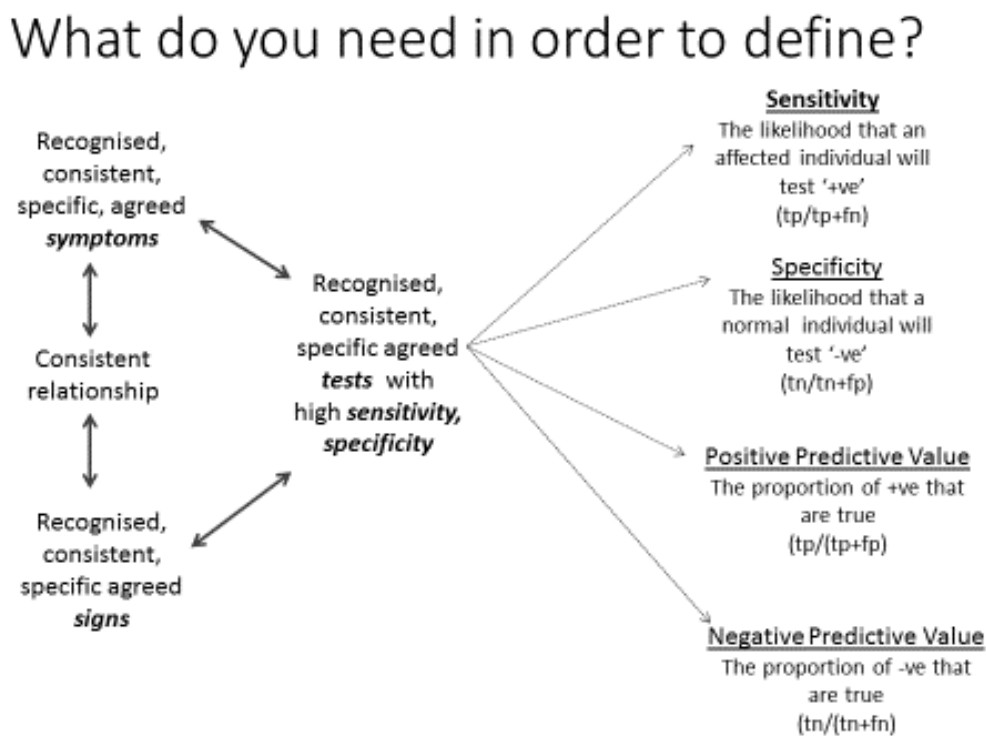 What do you need in order to define?
Recognised,
consistent,
specific, agreed
symptoms
Consistent
relationship
Recognised,
consistent,
specific agreed
signs
Recognised,
consistent,
specific agreed
tests with
high sensitivity,
specificity
Sensitivity
The likelihood that an
affected individual will
test ‘+ve’
(tp/tp+fn)
Specificity
The likelihood that a
normal individual will
test ‘-ve’
(tn/tn+fp)
Positive Predictive Value
The proportion of +ve that
are true
(tp/(tp+fp)
Negative Predictive Value
The proportion of -ve that
are true
(tn/(tn+fn)